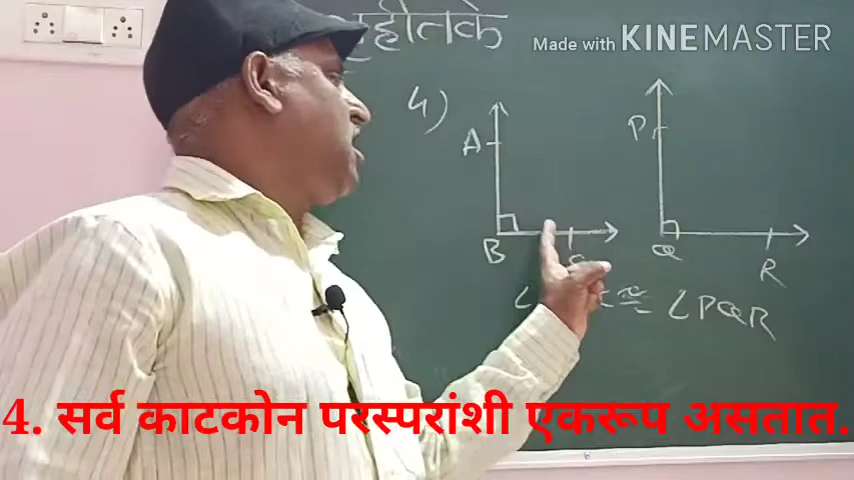 गृहीतके
Made with KINEMASTER
4)
A
P
B
Q
R
∠ ≅ ∠PQR
4. सर्व काटकोन परस्परांशी एकरूप असतात.